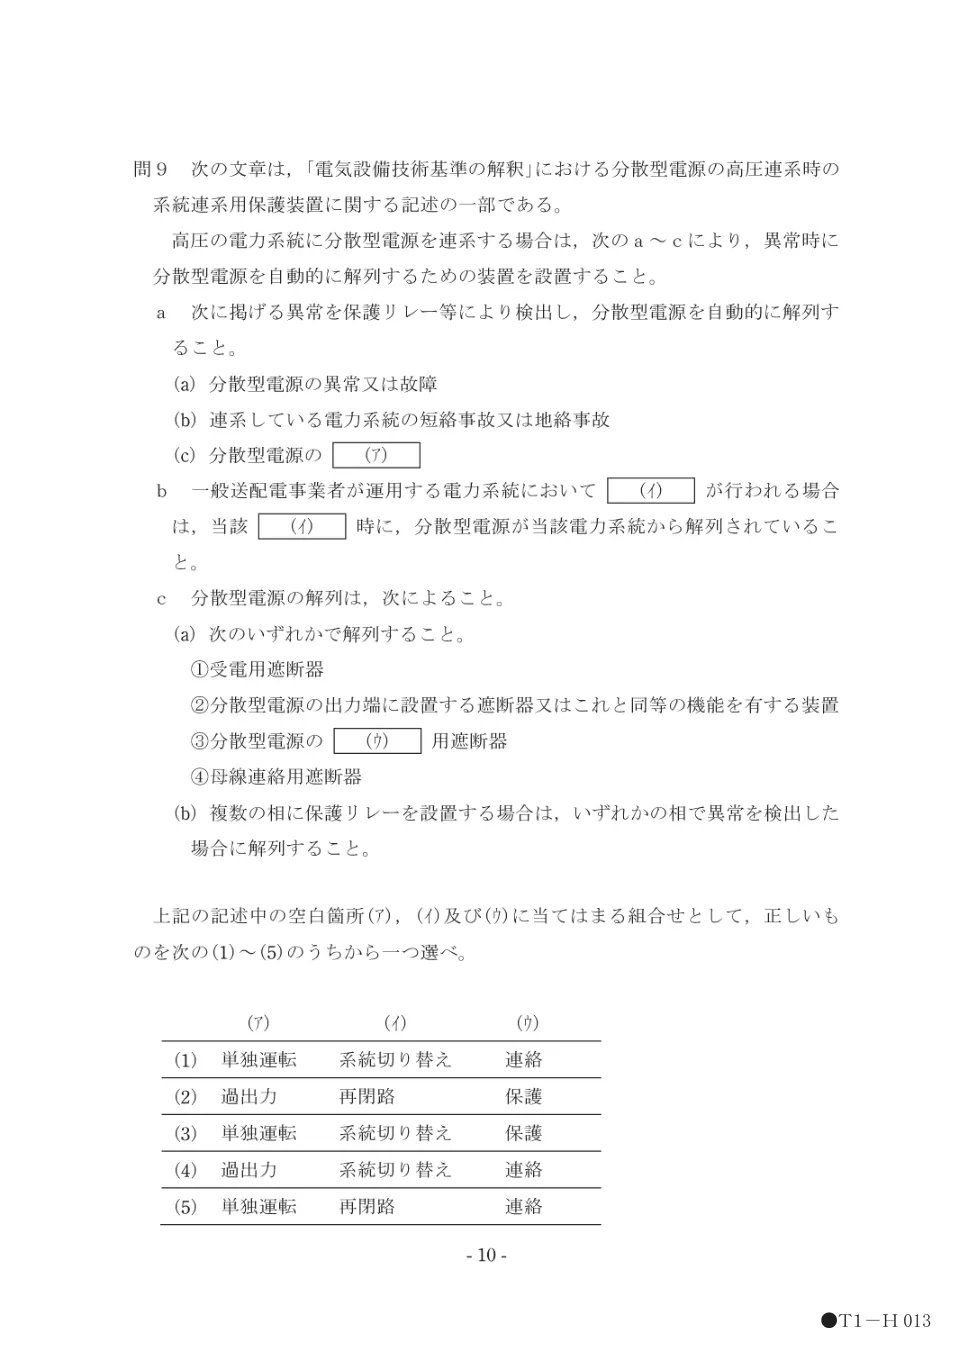 問９　次の文章は，「電気設備技術基準の解釈」における分散型電源の高圧連系時の
系統連系用保護装置に関する記述の一部である。
高圧の電力系統に分散型電源を連系する場合は，次のａ～ｃにより，異常時に
分散型電源を自動的に解列するための装置を設置すること。
ａ　次に掲げる異常を保護リレー等により検出し，分散型電源を自動的に解列す
ること。
(a) 分散型電源の異常又は故障
(b) 連系している電力系統の短絡事故又は地絡事故
(c) 分散型電源の (ｱ)
ｂ　一般送配電事業者が運用する電力系統において (ｲ) が行われる場合
は，当該 (ｲ) 時に，分散型電源が当該電力系統から解列されているこ
と。
ｃ　分散型電源の解列は，次によること。
(a) 次のいずれかで解列すること。
①受電用遮断器
②分散型電源の出力端に設置する遮断器又はこれと同等の機能を有する装置
③分散型電源の (ｳ) 用遮断器
④母線連絡用遮断器
(b) 複数の相に保護リレーを設置する場合は，いずれかの相で異常を検出した
場合に解列すること。
上記の記述中の空白箇所(ｱ)，(ｲ)及び(ｳ)に当てはまる組合せとして，正しいも
のを次の(1)～(5)のうちから一つ選べ。
(ｱ)　(ｲ)　(ｳ)
(1)　単独運転　系統切り替え　連絡
(2)　過出力　再閉路　保護
(3)　単独運転　系統切り替え　保護
(4)　過出力　系統切り替え　連絡
(5)　単独運転　再閉路　連絡
- 10 -
●T1－H 013